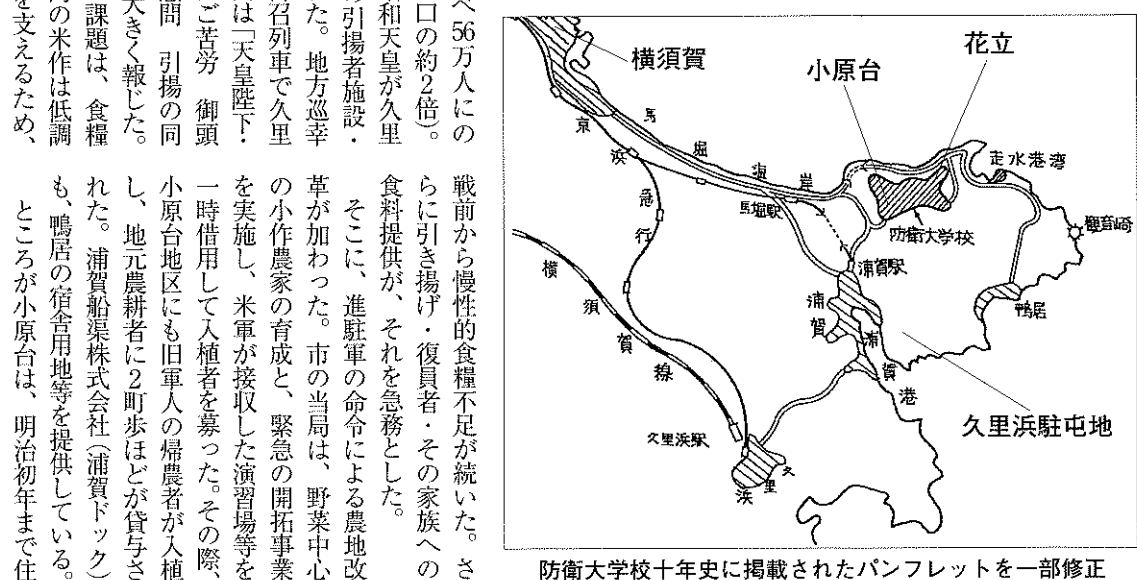 へ56万人にの
口の約2倍)。
和天皇が久里
の引揚者施設・
た。地方巡幸
召列車で久里
は「天皇陛下・
ご苦労　御頭
慰問　引揚の同
大きく報じた。
課題は、食糧
内の米作は低調
を支えるため、
戦前から慢性的食糧不足が続いた。さ
らに引き揚げ・復員者・その家族への
食料提供が、それを急務とした。
そこに、進駐軍の命令による農地改
革が加わった。市の当局は、野菜中心
の小作農家の育成と、緊急の開拓事業
を実施し、米軍が接収した演習場等を
一時借用して入植者を募った。その際、
小原台地区にも旧軍人の帰農者が入植
し、地元農耕者に2町歩ほどが貸与さ
れた。浦賀船渠株式会社(浦賀ドック)
も、鴨居の宿舎用地等を提供している。
ところが小原台は、明治初年まで住
横須賀
小原台
花立
京浜急行
馬堀海岸
走水港湾
馬堀駅
防衛大学校
観音崎
浦賀駅
浦賀
浦賀港
鴨居
横須賀線
久里浜駐屯地
久里浜駅
久里浜
防衛大学校十年史に掲載されたパンフレットを一部修正